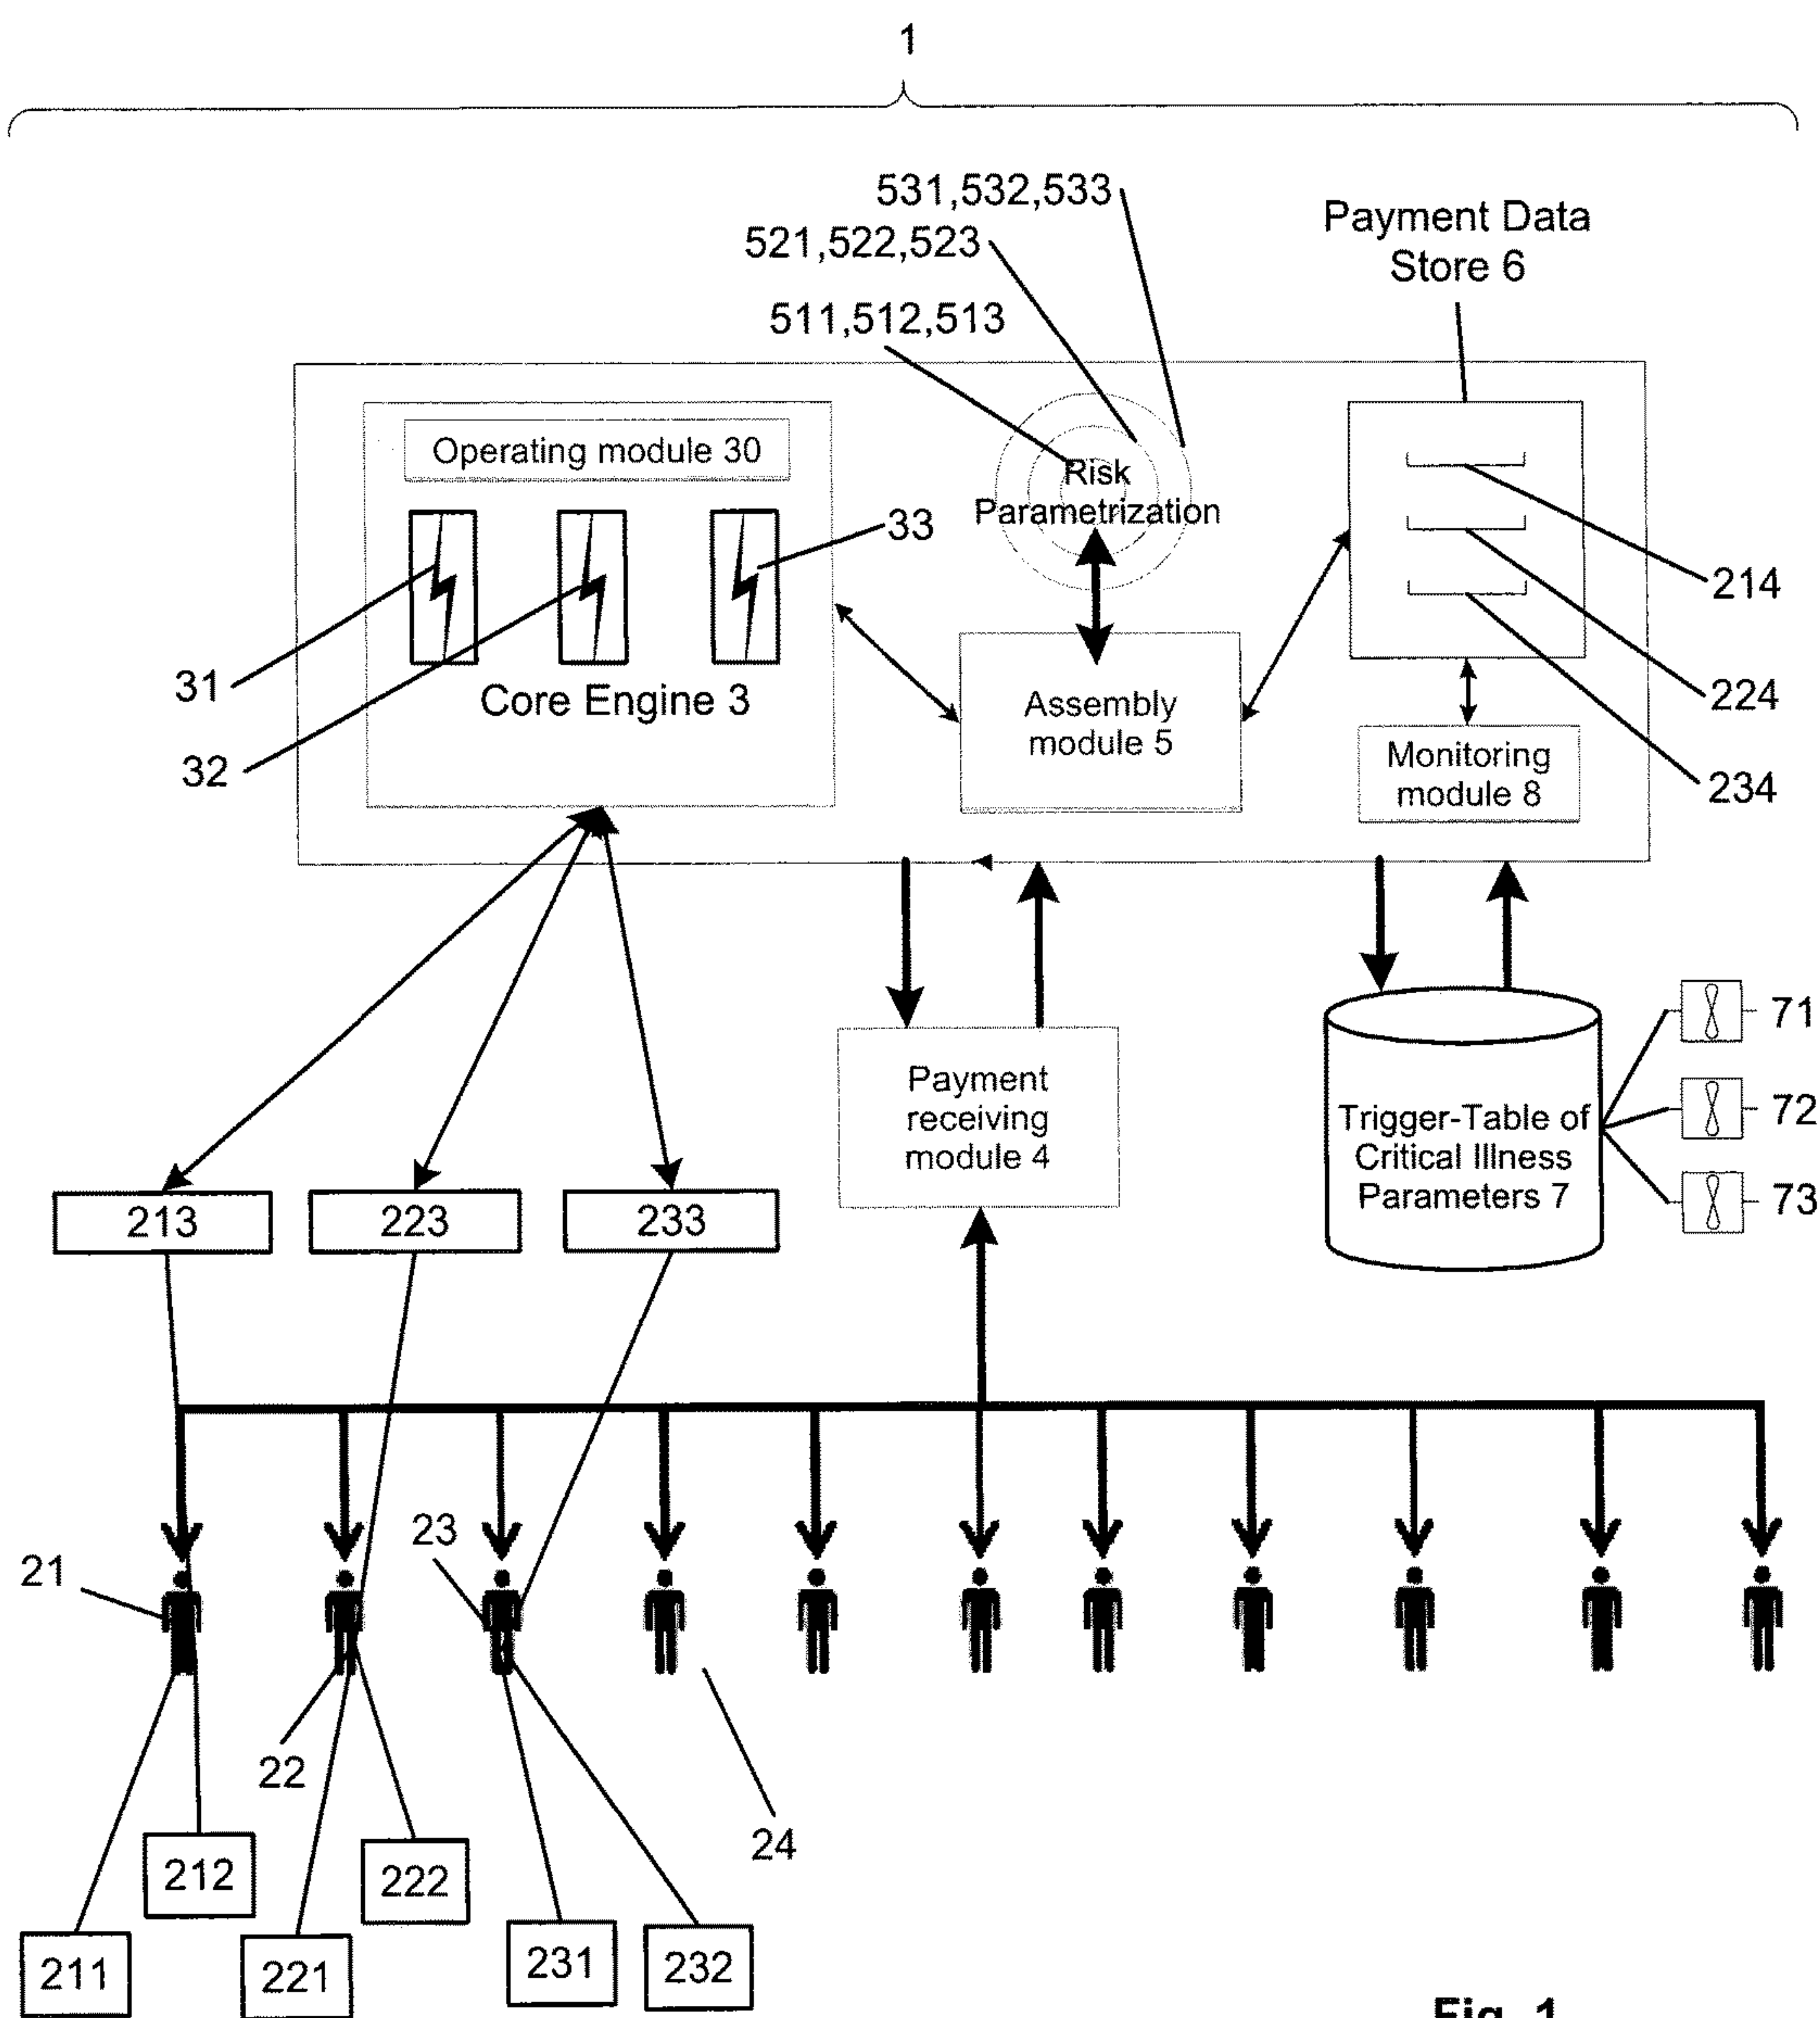 1
531,532,533
521,522,523
511,512,513
Payment Data
Store 6
Operating module 30
Risk
Parametrization
33
31
32
Core Engine 3
Assembly
module 5
214
224
234
Monitoring
module 8
71
72
73
Payment
receiving
module 4
Trigger-Table of
Critical Illness
Parameters 7
213
223
233
21
23
22
24
212
222
211
221
231
232
Fig. 1